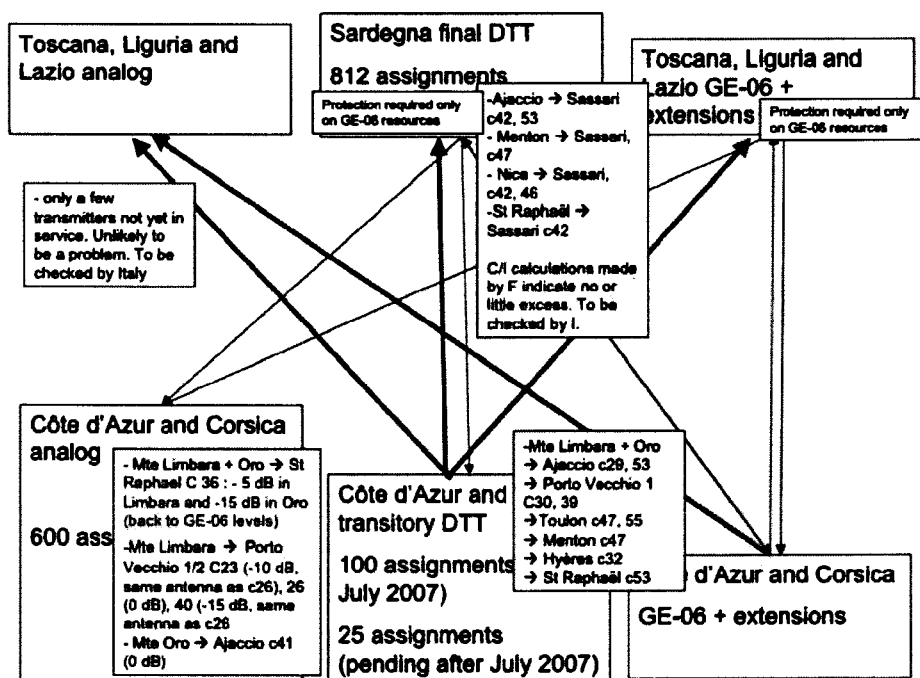 Toscana, Liguria and
Lazio analog
Sardegna final DTT
812 assignments
Protection required only
on GE-06 resources
-Ajaccio → Sassari
c42, 53
- Menton → Sassari,
c47
- Nice → Sassari,
c42, 46
-St Raphaël →
Sassari c42
C/I calculations made
by F indicate no or
little excess. To be
checked by I.
Toscana, Liguria and
Lazio GE-06 +
extensions
Protection required only
on GE-06 resources
- only a few
transmitters not yet in
service. Unlikely to
be a problem. To be
checked by Italy
Côte d'Azur and Corsica
analog
600 ass
- Mte Limbara + Oro → St
Raphael C 36 : - 5 dB in
Limbara and -15 dB in Oro
(back to GE-06 levels)
-Mte Limbara → Porto
Vecchio 1/2 C23 (-10 dB,
same antenna as c26), 26
(0 dB), 40 (-15 dB, same
antenna as c26
- Mte Oro → Ajaccio c41
(0 dB)
Côte d'Azur and
transitory DTT
100 assignments
July 2007)
25 assignments
(pending after July 2007)
-Mte Limbara + Oro
→ Ajaccio c29, 53
→ Porto Vecchio 1
C30, 39
→Toulon c47, 55
→ Menton c47
→ Hyères c32
→ St Raphaël c53
e d'Azur and Corsica
GE-06 + extensions